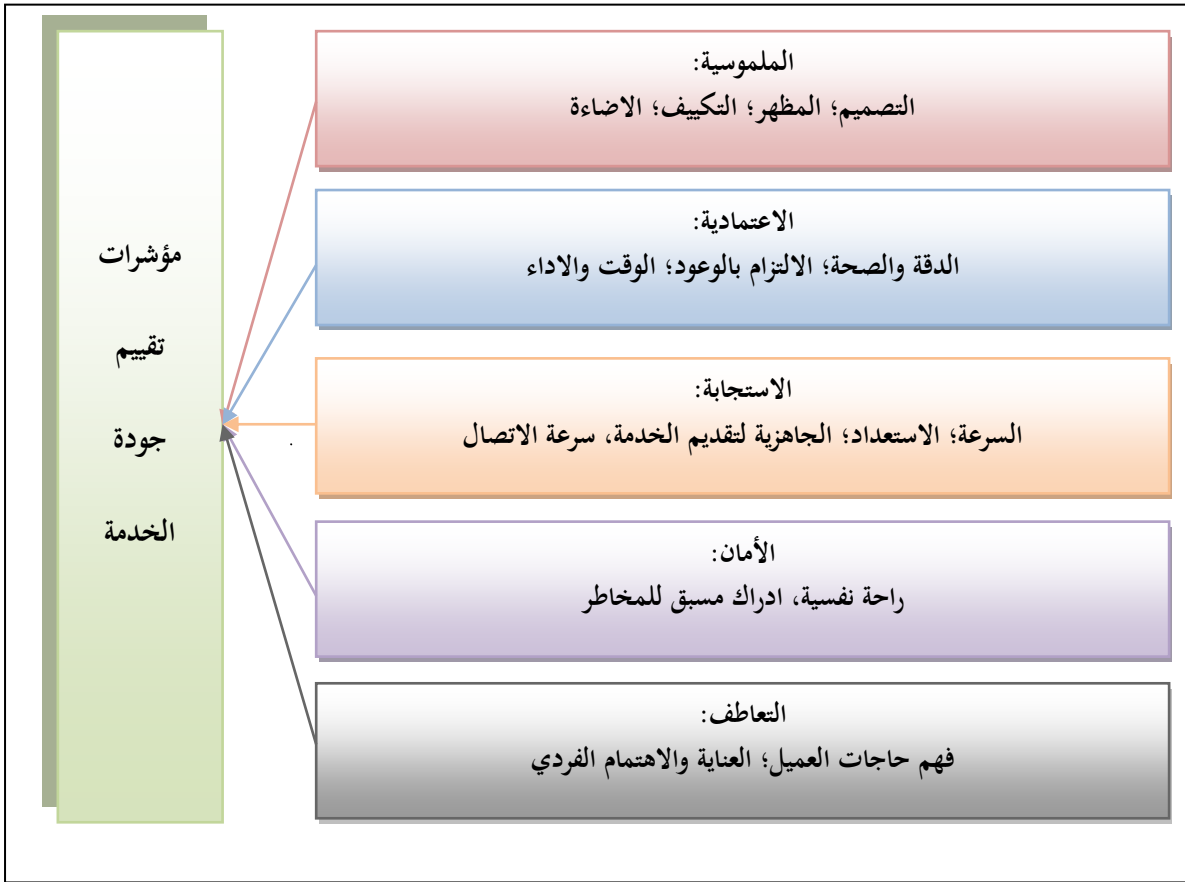 مؤشرات
تقييم
جودة
الخدمة
الملموسية:
التصميم؛ المظهر؛ التكييف؛ الاضاءة
الاعتمادية:
الدقة والصحة؛ الالتزام بالوعود؛ الوقت والاداء
الاستجابة:
السرعة؛ الاستعداد؛ الجاهزية لتقديم الخدمة، سرعة الاتصال
.
الأمان:
راحة نفسية، ادراك مسبق للمخاطر
التعاطف:
فهم حاجات العميل؛ العناية والاهتمام الفردي